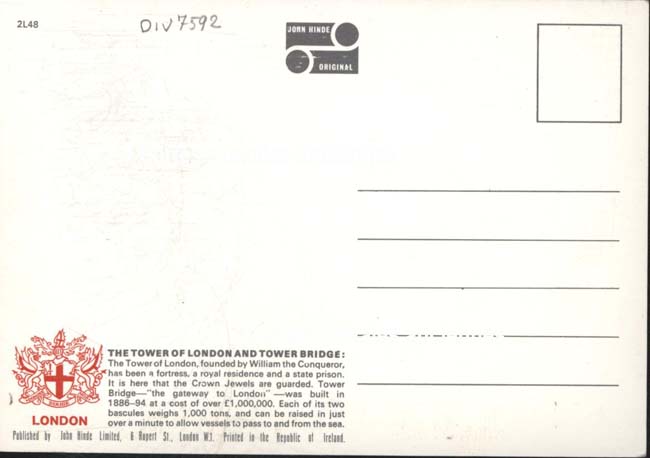 2L48
DIV7592
JOHN HINDE
ORIGINAL
THE TOWER OF LONDON AND TOWER BRIDGE:
The Tower of London, founded by William the Conqueror,
has been a fortress, a royal residence and a state prison.
It is here that the Crown Jewels are guarded. Tower
Bridge—"the gateway to London"—was built in
1886-94 at a cost of over £1,000,000. Each of its two
bascules weighs 1,000 tons, and can be raised in just
over a minute to allow vessels to pass to and from the sea.
LONDON
Published by John Hinde Limited, 6 Rupert St., London W.1. Printed in the Republic of Ireland.